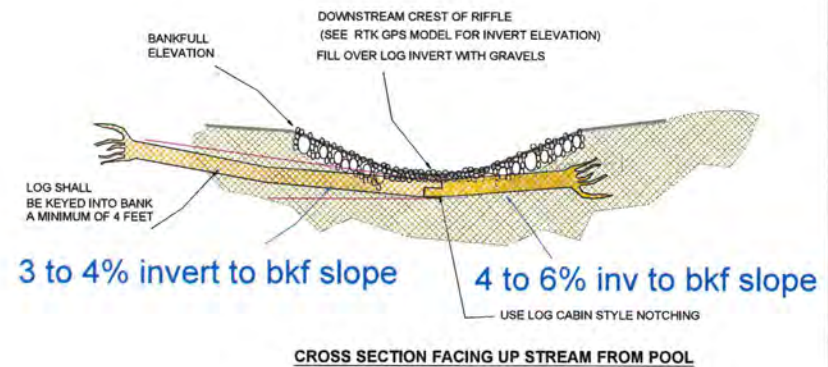 DOWNSTREAM CREST OF RIFFLE
(SEE RTK GPS MODEL FOR INVERT ELEVATION)
FILL OVER LOG INVERT WITH GRAVELS
BANKFULL
ELEVATION
LOG SHALL
BE KEYED INTO BANK
A MINIMUM OF 4 FEET
3 to 4% invert to bkf slope
4 to 6% inv to bkf slope
USE LOG CABIN STYLE NOTCHING
CROSS SECTION FACING UP STREAM FROM POOL